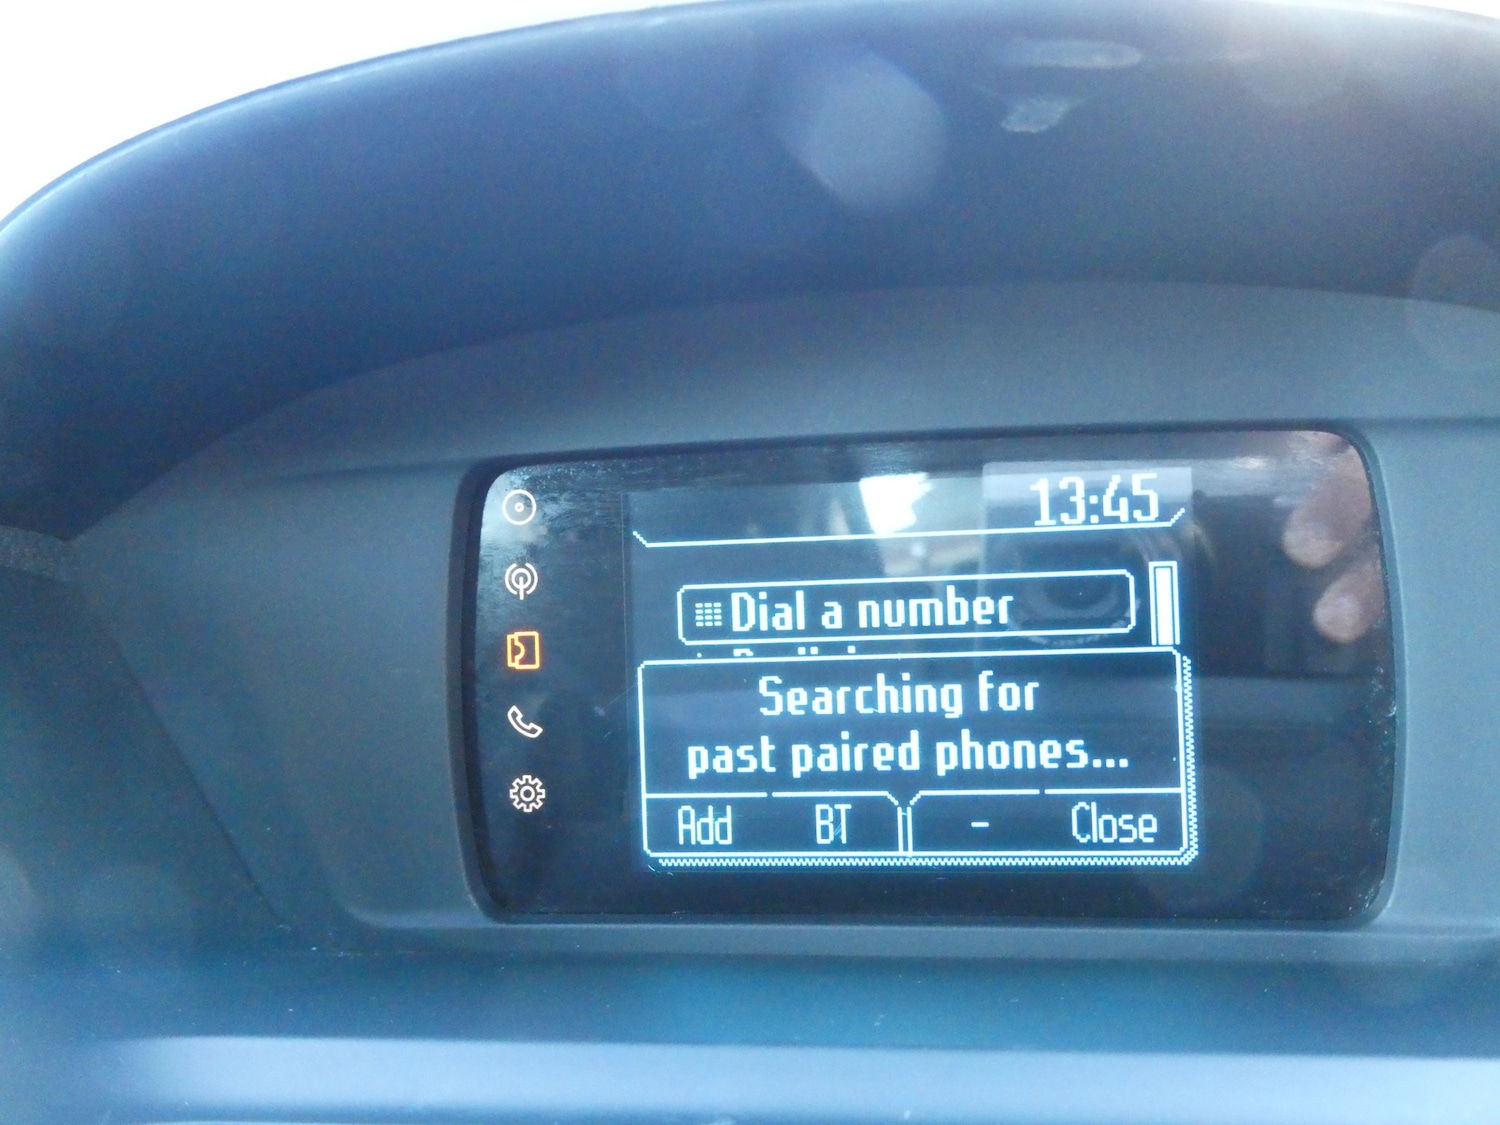 13:45
Dial a number
Searching for
past paired phones...
Add BT - Close